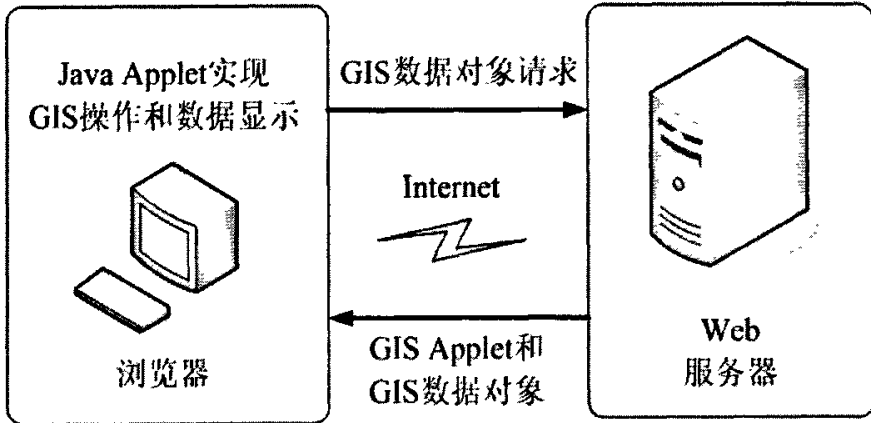 Java Applet实现
GIS操作和数据显示
浏览器
GIS数据对象请求
Internet
GIS Applet和
GIS数据对象
Web
服务器